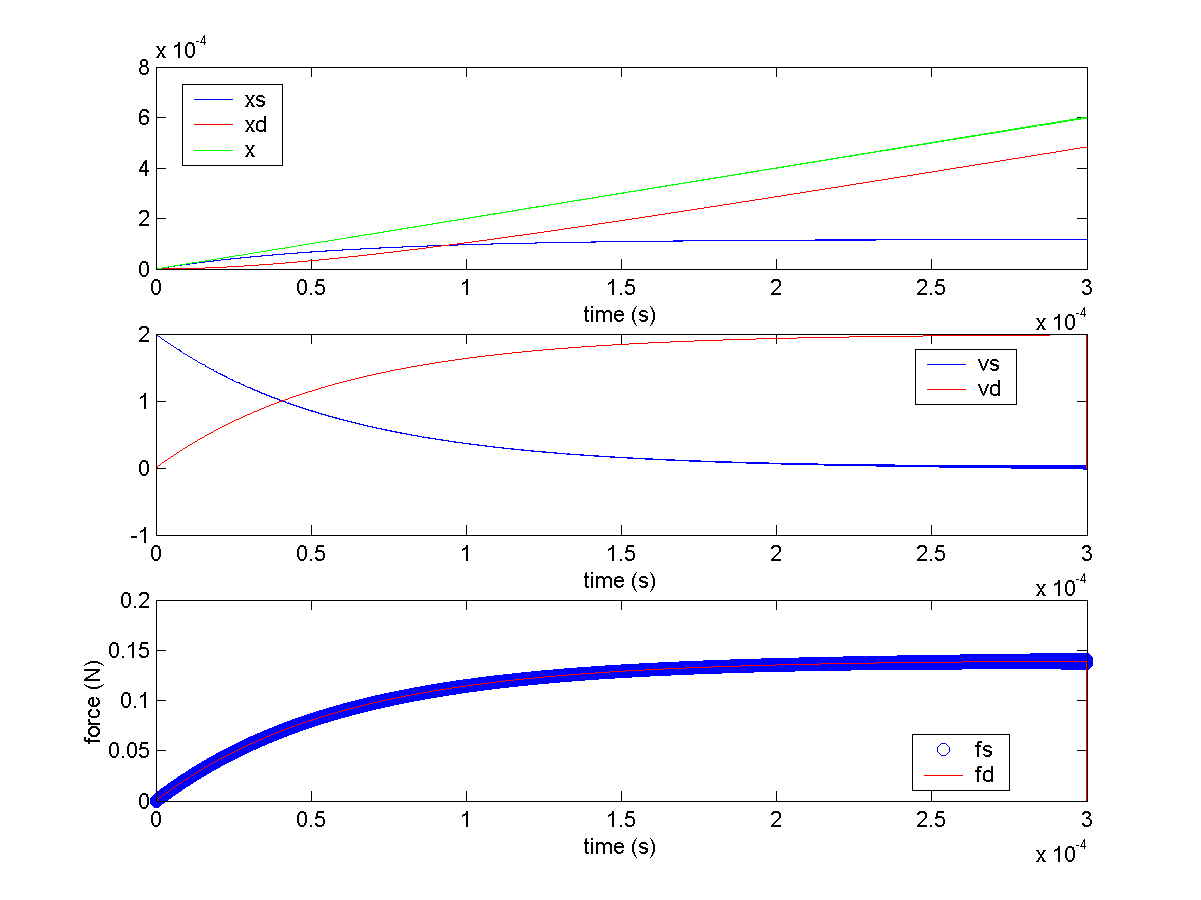 x 10-4
8
6
4
2
0
xs
xd
x
0 0.5 1 1.5 2 2.5 3
time (s)
x 10-4
2
1
0
-1
vs
vd
0 0.5 1 1.5 2 2.5 3
time (s)
x 10-4
force (N)
0.2
0.15
0.1
0.05
0
fs
fd
0 0.5 1 1.5 2 2.5 3
time (s)
x 10-4